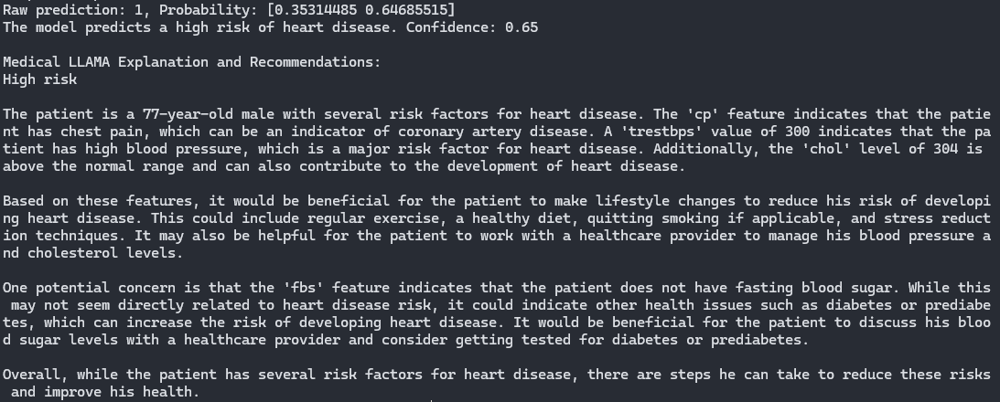 Raw prediction: 1, Probability: [0.35314485 0.64685515]
The model predicts a high risk of heart disease. Confidence: 0.65
Medical LLAMA Explanation and Recommendations:
High risk
The patient is a 77-year-old male with several risk factors for heart disease. The 'cp' feature indicates that the patie
nt has chest pain, which can be an indicator of coronary artery disease. A 'trestbps' value of 300 indicates that the pa
tient has high blood pressure, which is a major risk factor for heart disease. Additionally, the 'chol' level of 304 is
above the normal range and can also contribute to the development of heart disease.
Based on these features, it would be beneficial for the patient to make lifestyle changes to reduce his risk of developi
ng heart disease. This could include regular exercise, a healthy diet, quitting smoking if applicable, and stress reduct
ion techniques. It may also be helpful for the patient to work with a healthcare provider to manage his blood pressure a
nd cholesterol levels.
One potential concern is that the 'fbs' feature indicates that the patient does not have fasting blood sugar. While this
may not seem directly related to heart disease risk, it could indicate other health issues such as diabetes or prediabe
tes, which can increase the risk of developing heart disease. It would be beneficial for the patient to discuss his bloo
d sugar levels with a healthcare provider and consider getting tested for diabetes or prediabetes.
Overall, while the patient has several risk factors for heart disease, there are steps he can take to reduce these risks
and improve his health.